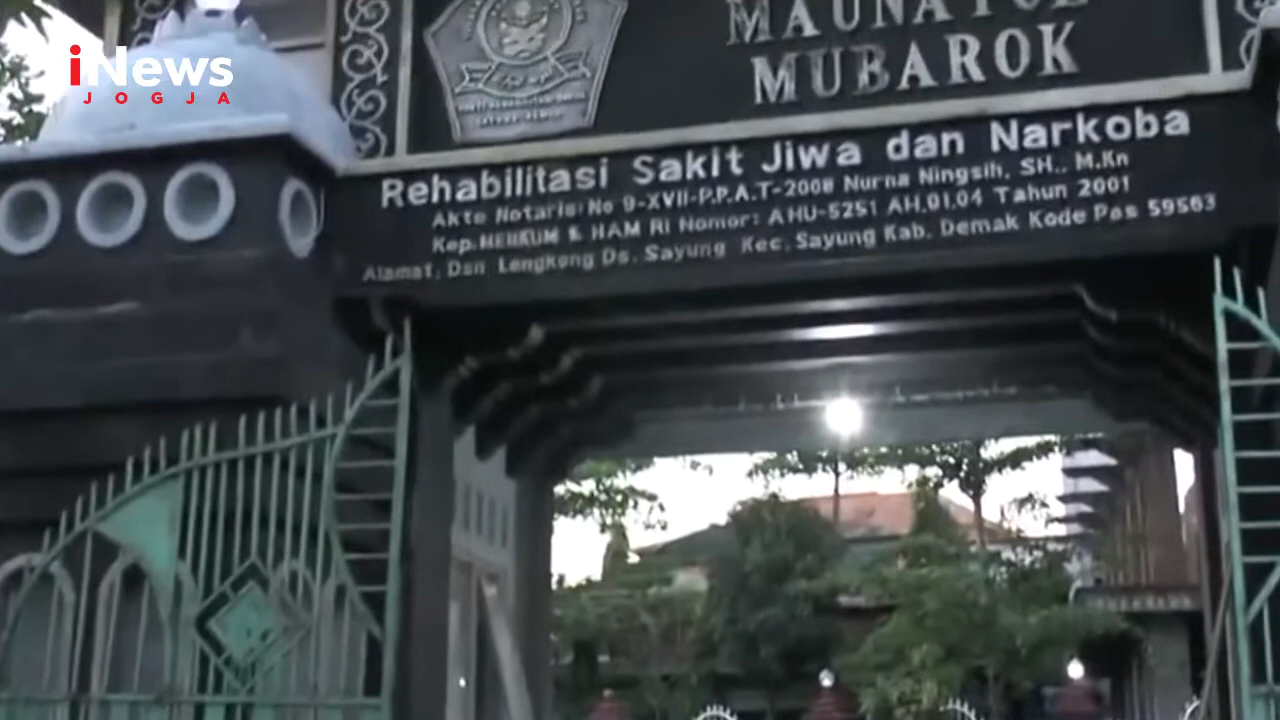 iNews
JOGJA
MAUNATUL
MUBAROK
Rehabilitasi Sakit Jiwa dan Narkoba
Akte Notaris: No 9-XVII-P.P.A.T-2008 Nurna Ningsih, SH., M.Kn
Kep.MENKUM & HAM RI Nomor: AHU-5251 AH.01.04 Tahun 2001
Alamat, Dsn Lengkong Ds. Sayung Kec. Sayung Kab. Demak Kode Pos 59563